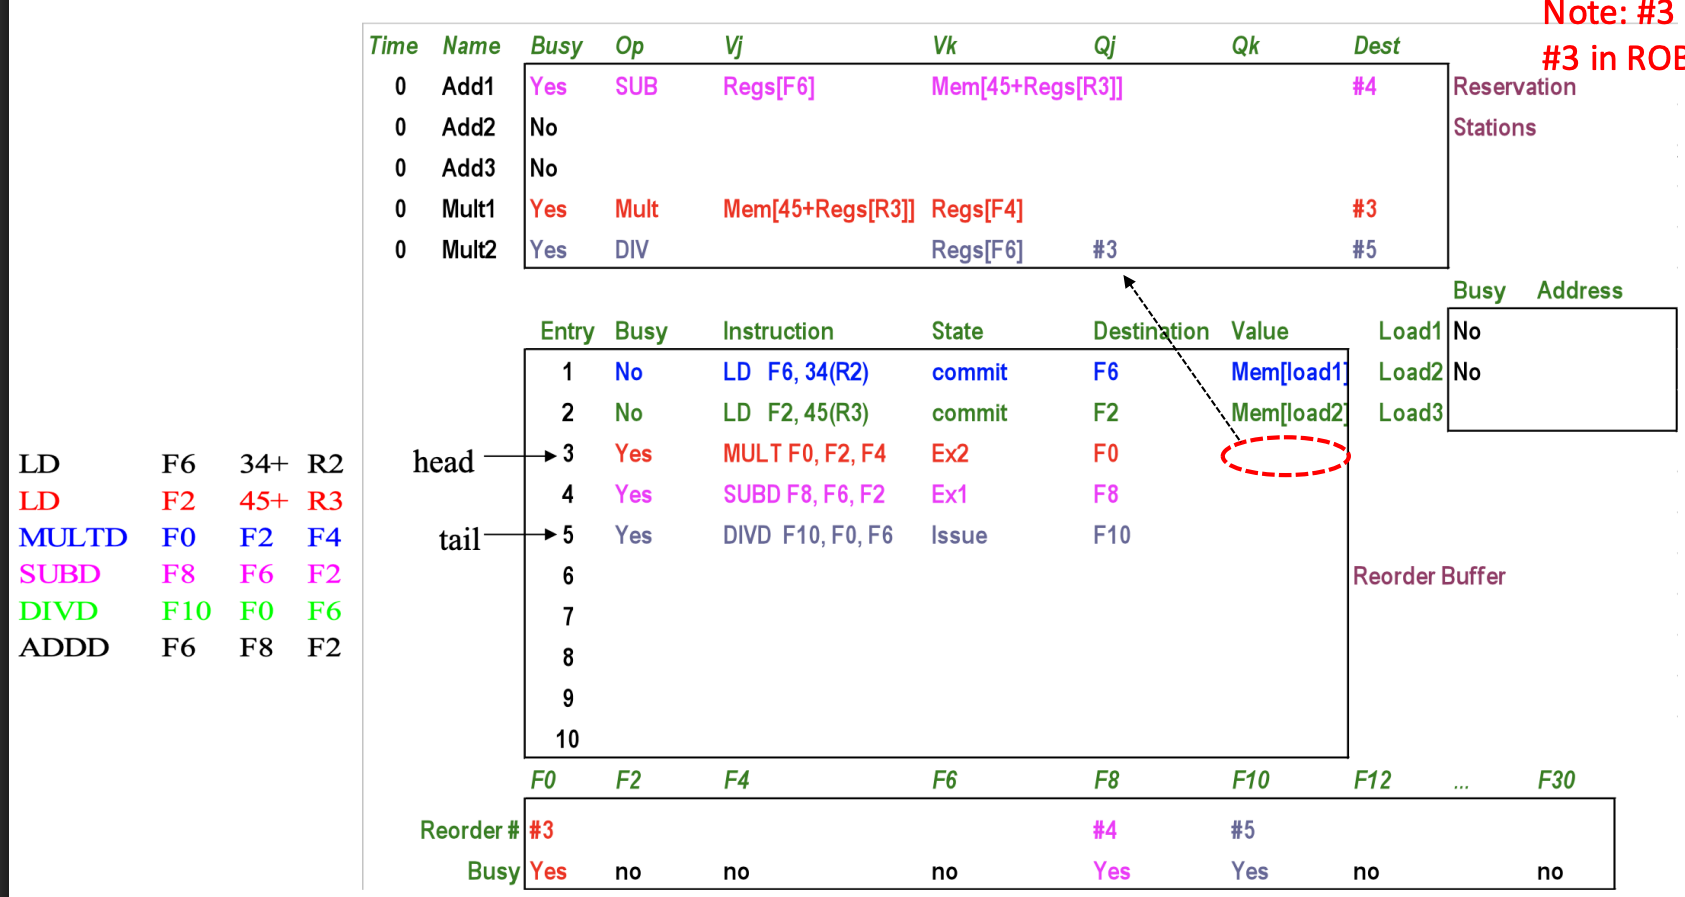 Note: #3
#3 in ROB
Time Name Busy Op Vj Vk Qj Qk Dest
0 Add1 Yes SUB Regs[F6] Mem[45+Regs[R3]] #4 Reservation
0 Add2 No Stations
0 Add3 No
0 Mult1 Yes Mult Mem[45+Regs[R3]] Regs[F4] #3
0 Mult2 Yes DIV Regs[F6] #3 #5
Busy Address
Entry Busy Instruction State Destination Value Load1 No
1 No LD F6, 34(R2) commit F6 Mem[load1] Load2 No
2 No LD F2, 45(R3) commit F2 Mem[load2] Load3
head 3 Yes MULT F0, F2, F4 Ex2 F0
4 Yes SUBD F8, F6, F2 Ex1 F8
tail 5 Yes DIVD F10, F0, F6 Issue F10
6 Reorder Buffer
7
8
9
10
LD F6 34+ R2
LD F2 45+ R3
MULTD F0 F2 F4
SUBD F8 F6 F2
DIVD F10 F0 F6
ADDD F6 F8 F2
F0 F2 F4 F6 F8 F10 F12 ... F30
Reorder # #3 #4 #5
Busy Yes no no no Yes Yes no no